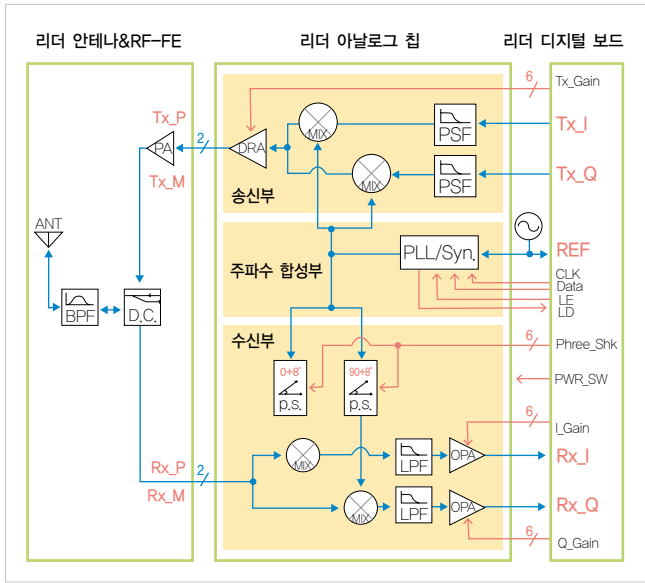 리더 안테나&RF-FE
리더 아날로그 칩
리더 디지털 보드
6
Tx_Gain
Tx_P
2
PA
DRA
MIX
PSF
Tx_I
Tx_M
MIX
PSF
Tx_Q
송신부
ANT
주파수 합성부
PLL/Syn.
REF
CLK
Data
LE
LD
BPF
D.C.
수신부
6
Phree_Shk
0+8°
p.s.
90+8°
p.s.
PWR_SW
6
I_Gain
Rx_P
2
Rx_M
MIX
LPF
OPA
Rx_I
MIX
LPF
OPA
Rx_Q
6
Q_Gain